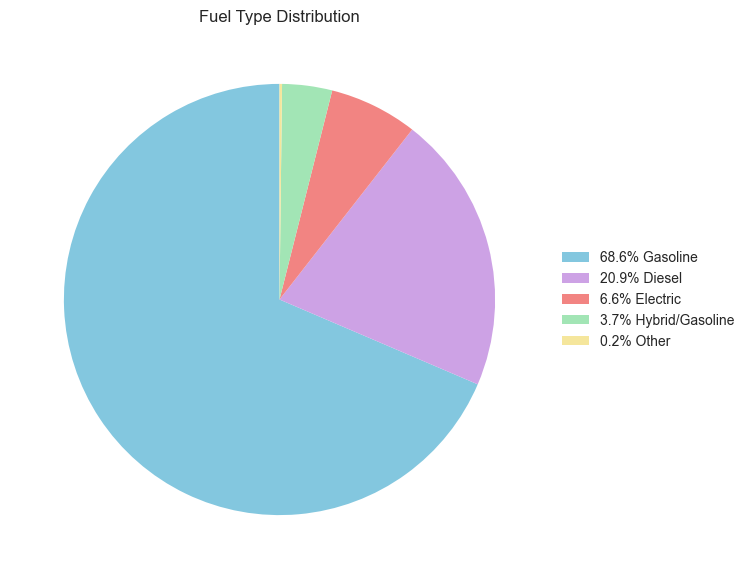 Fuel Type Distribution
68.6% Gasoline
20.9% Diesel
6.6% Electric
3.7% Hybrid/Gasoline
0.2% Other